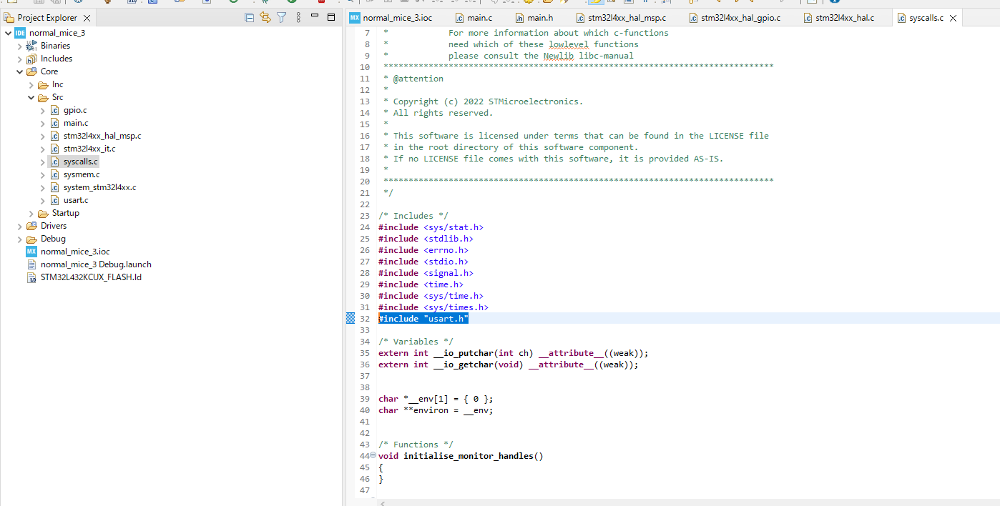 Project Explorer
normal_mice_3
Binaries
Includes
Core
Inc
Src
gpio.c
main.c
stm32l4xx_hal_msp.c
stm32l4xx_it.c
syscalls.c
sysmem.c
system_stm32l4xx.c
usart.c
Startup
Drivers
Debug
normal_mice_3.ioc
normal_mice_3 Debug.launch
STM32L432KCUX_FLASH.ld
normal_mice_3.ioc
main.c
main.h
stm32l4xx_hal_msp.c
stm32l4xx_hal_gpio.c
stm32l4xx_hal.c
syscalls.c
7 * For more information about which c-functions
8 * need which of these lowlevel functions
9 * please consult the Newlib libc-manual
10 ******************************************************************************
11 * @attention
12 *
13 * Copyright (c) 2022 STMicroelectronics.
14 * All rights reserved.
15 *
16 * This software is licensed under terms that can be found in the LICENSE file
17 * in the root directory of this software component.
18 * If no LICENSE file comes with this software, it is provided AS-IS.
19 *
20 ******************************************************************************
21 */
22
23 /* Includes */
24 #include <sys/stat.h>
25 #include <stdlib.h>
26 #include <errno.h>
27 #include <stdio.h>
28 #include <signal.h>
29 #include <time.h>
30 #include <sys/time.h>
31 #include <sys/times.h>
32 #include "usart.h"
33
34 /* Variables */
35 extern int __io_putchar(int ch) __attribute__((weak));
36 extern int __io_getchar(void) __attribute__((weak));
37
38
39 char *__env[1] = { 0 };
40 char **environ = __env;
41
42
43 /* Functions */
44 void initialise_monitor_handles()
45 {
46 }
47